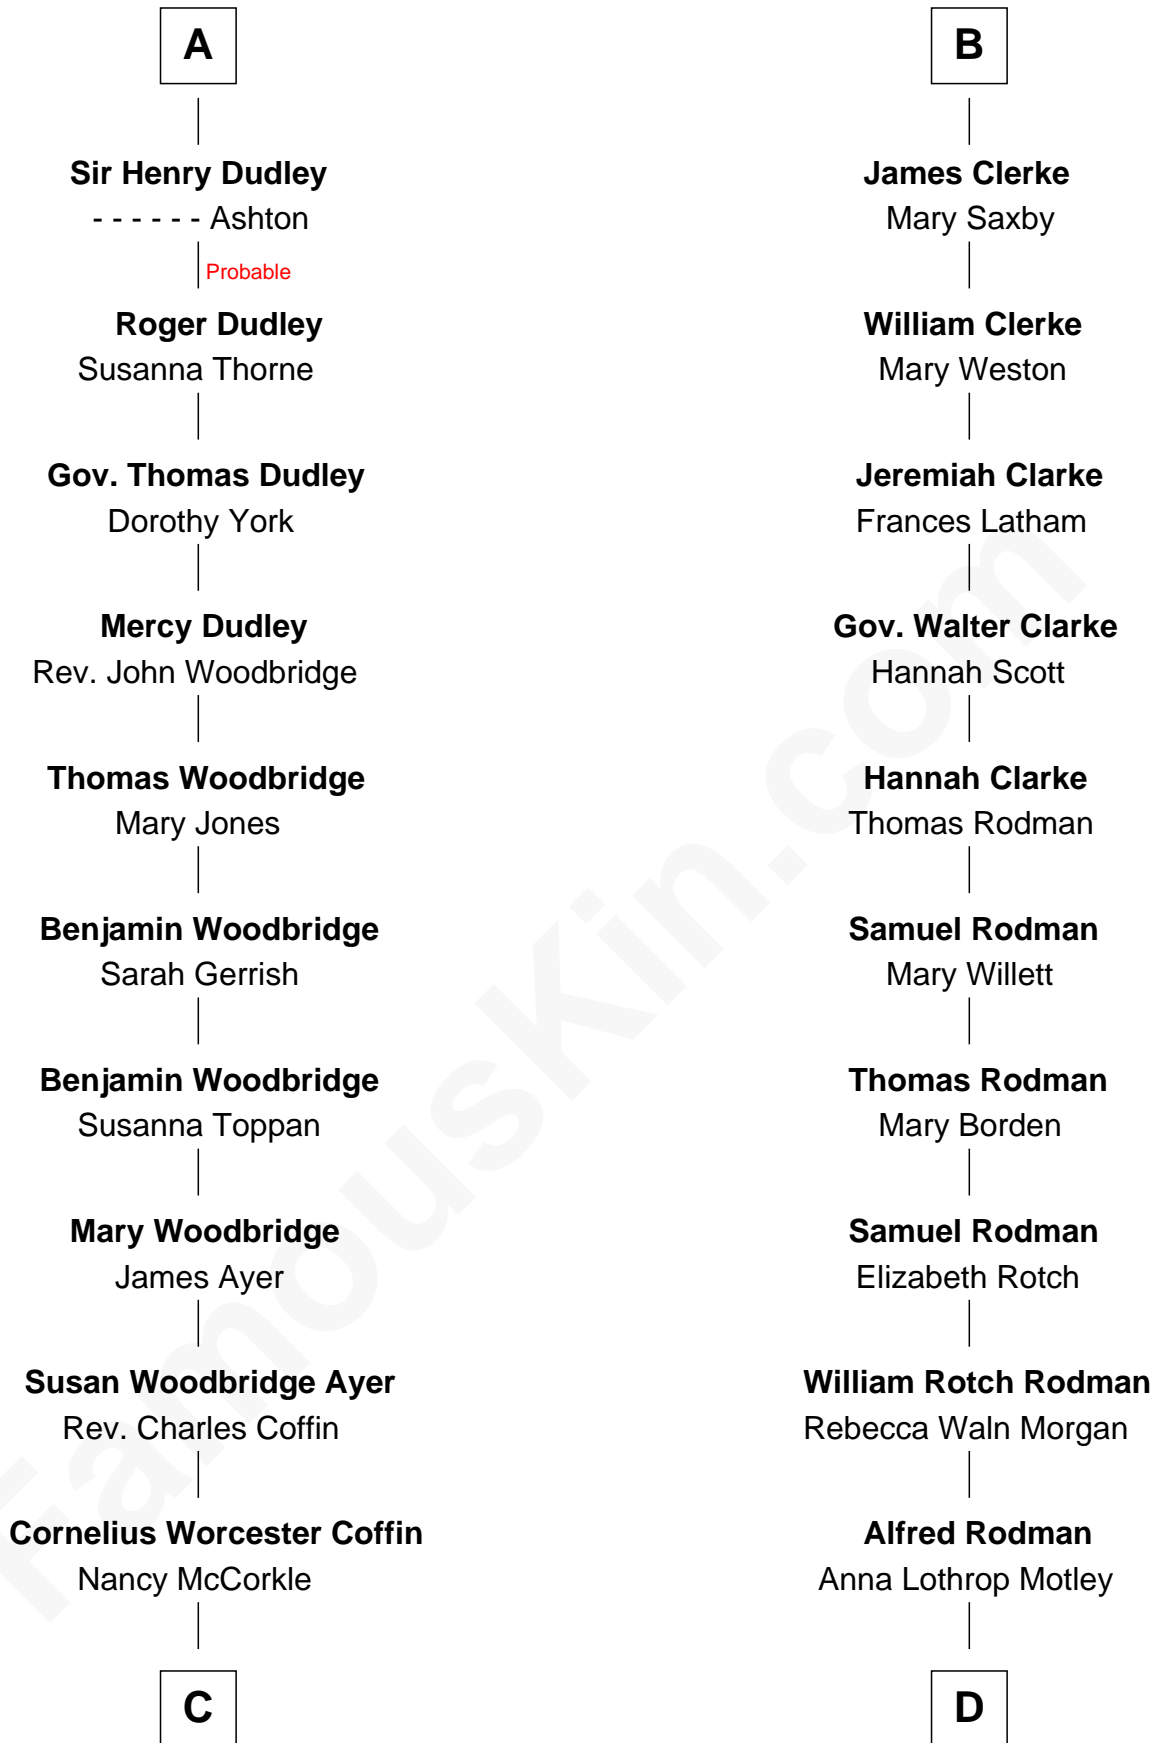 A
Sir Henry Dudley
- - - - - - Ashton
Probable
Roger Dudley
Susanna Thorne
Gov. Thomas Dudley
Dorothy York
Mercy Dudley
Rev. John Woodbridge
Thomas Woodbridge
Mary Jones
Benjamin Woodbridge
Sarah Gerrish
Benjamin Woodbridge
Susanna Toppan
Mary Woodbridge
James Ayer
Susan Woodbridge Ayer
Rev. Charles Coffin
Cornelius Worcester Coffin
Nancy McCorkle
C
B
James Clerke
Mary Saxby
William Clerke
Mary Weston
Jeremiah Clarke
Frances Latham
Gov. Walter Clarke
Hannah Scott
Hannah Clarke
Thomas Rodman
Samuel Rodman
Mary Willett
Thomas Rodman
Mary Borden
Samuel Rodman
Elizabeth Rotch
William Rotch Rodman
Rebecca Waln Morgan
Alfred Rodman
Anna Lothrop Motley
D
FamousKin.com